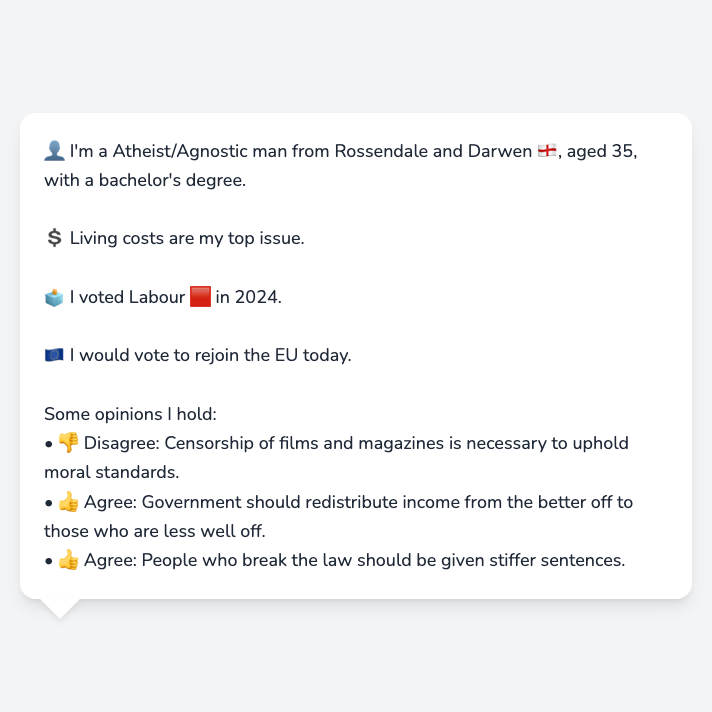 👤 I'm a Atheist/Agnostic man from Rossendale and Darwen 🏴󠁧󠁢󠁥󠁮󠁧󠁿, aged 35,
with a bachelor's degree.
💲 Living costs are my top issue.
🗳️ I voted Labour 🟥 in 2024.
🇪🇺 I would vote to rejoin the EU today.
Some opinions I hold:
• 👎 Disagree: Censorship of films and magazines is necessary to uphold
moral standards.
• 👍 Agree: Government should redistribute income from the better off to
those who are less well off.
• 👍 Agree: People who break the law should be given stiffer sentences.